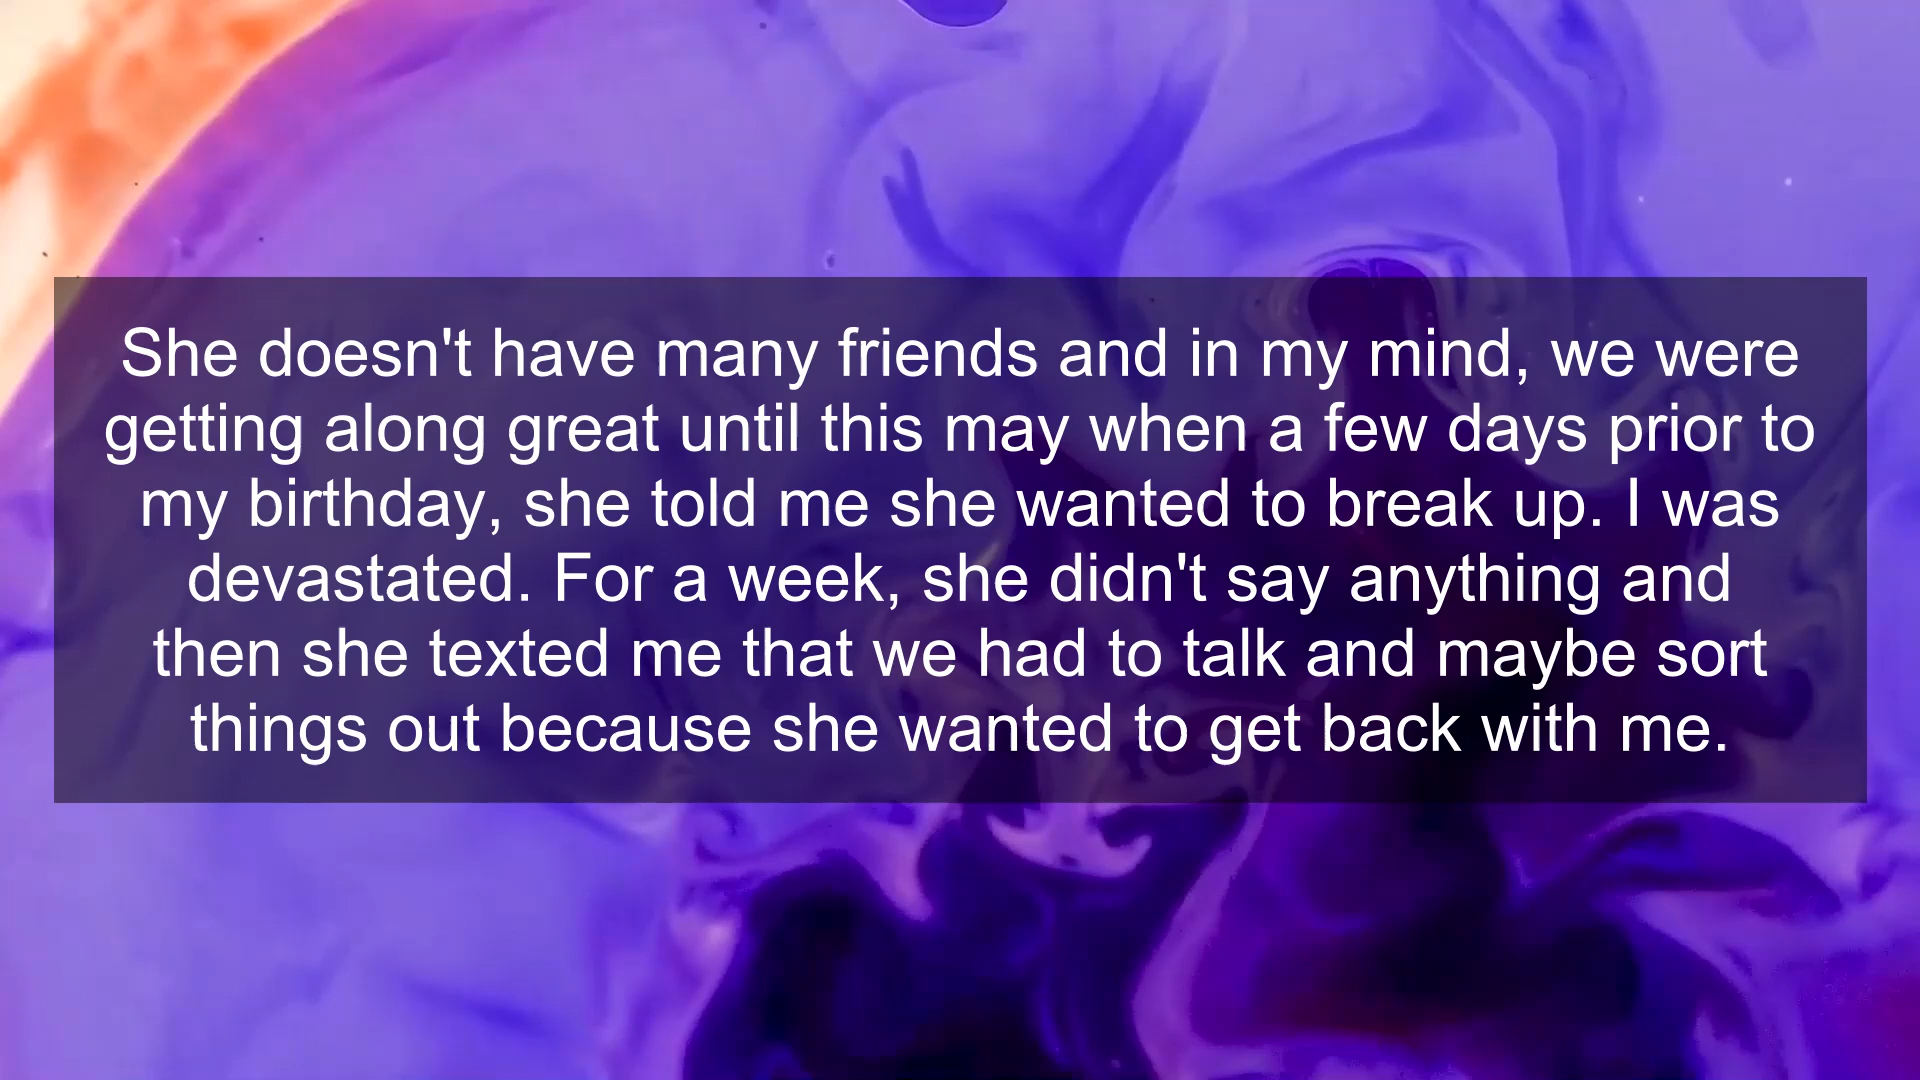 She doesn't have many friends and in my mind, we were
getting along great until this may when a few days prior to
my birthday, she told me she wanted to break up. I was
devastated. For a week, she didn't say anything and
then she texted me that we had to talk and maybe sort
things out because she wanted to get back with me.